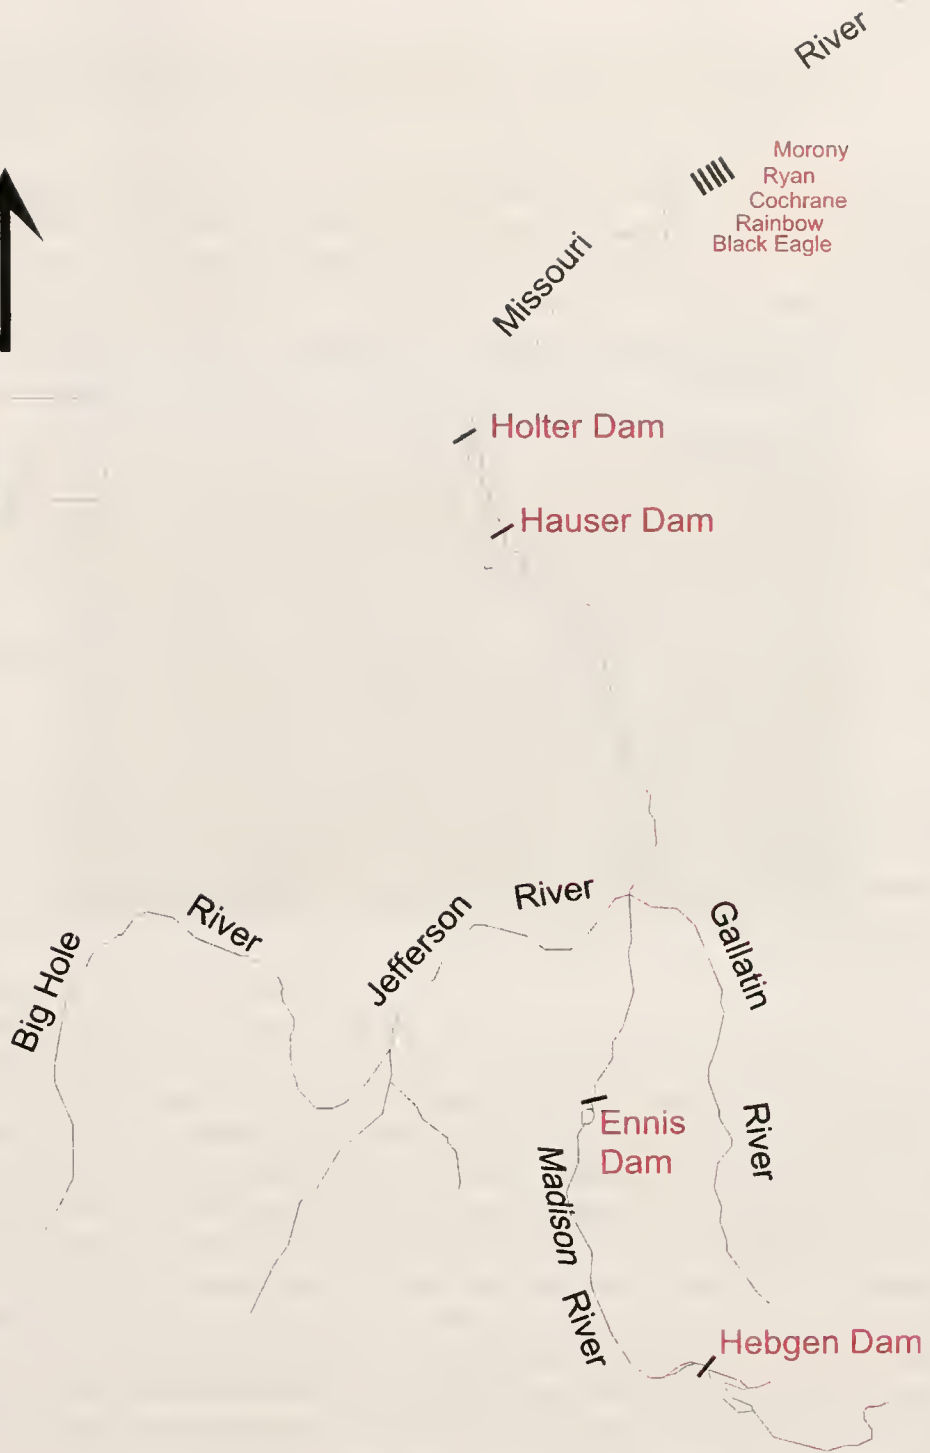 River
Morony
Ryan
Cochrane
Rainbow
Black Eagle
Missouri
Holter Dam
Hauser Dam
River
Jefferson
River
Gallatin
Big Hole
Ennis
Dam
River
Madison
River
Hebgen Dam